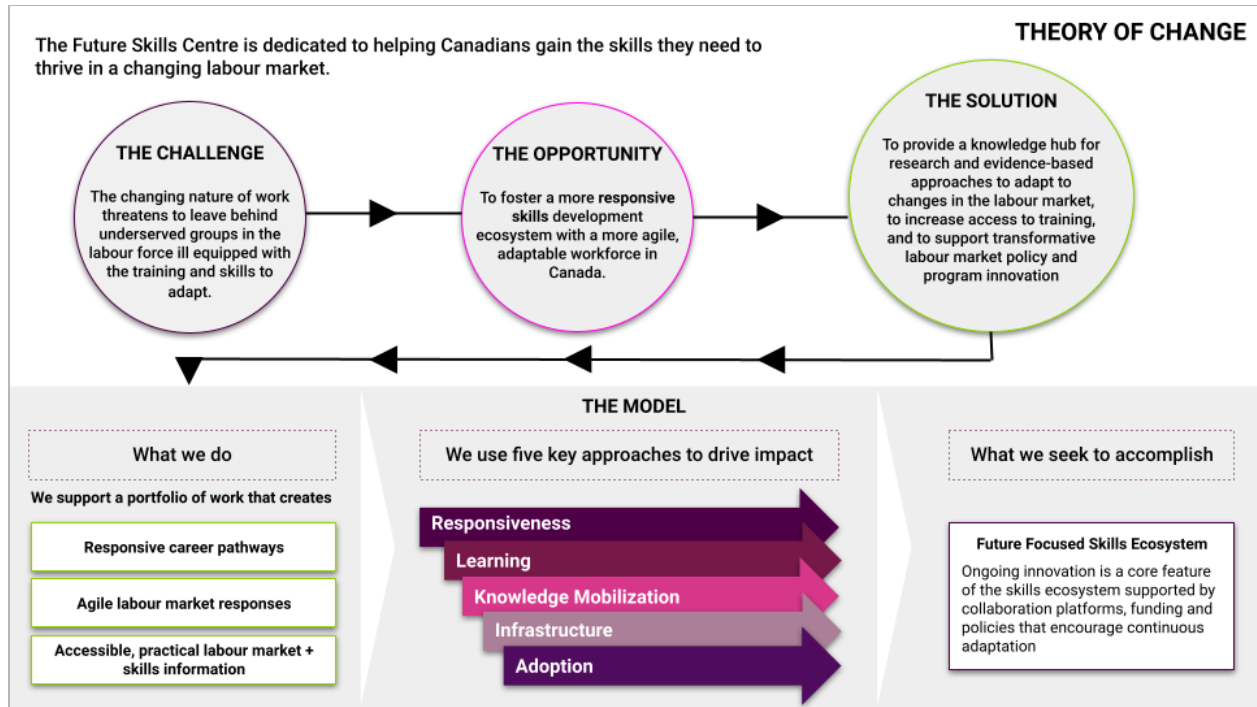 THEORY OF CHANGE
The Future Skills Centre is dedicated to helping Canadians gain the skills they need to
thrive in a changing labour market.
THE CHALLENGE
The changing nature of work
threatens to leave behind
underserved groups in the
labour force ill equipped with
the training and skills to
adapt.
THE OPPORTUNITY
To foster a more responsive
skills development
ecosystem with a more agile,
adaptable workforce in
Canada.
THE SOLUTION
To provide a knowledge hub for
research and evidence-based
approaches to adapt to
changes in the labour market,
to increase access to training,
and to support transformative
labour market policy and
program innovation
THE MODEL
What we do
We support a portfolio of work that creates
Responsive career pathways
Agile labour market responses
Accessible, practical labour market +
skills information
We use five key approaches to drive impact
Responsiveness
Learning
Knowledge Mobilization
Infrastructure
Adoption
What we seek to accomplish
Future Focused Skills Ecosystem
Ongoing innovation is a core feature
of the skills ecosystem supported by
collaboration platforms, funding and
policies that encourage continuous
adaptation